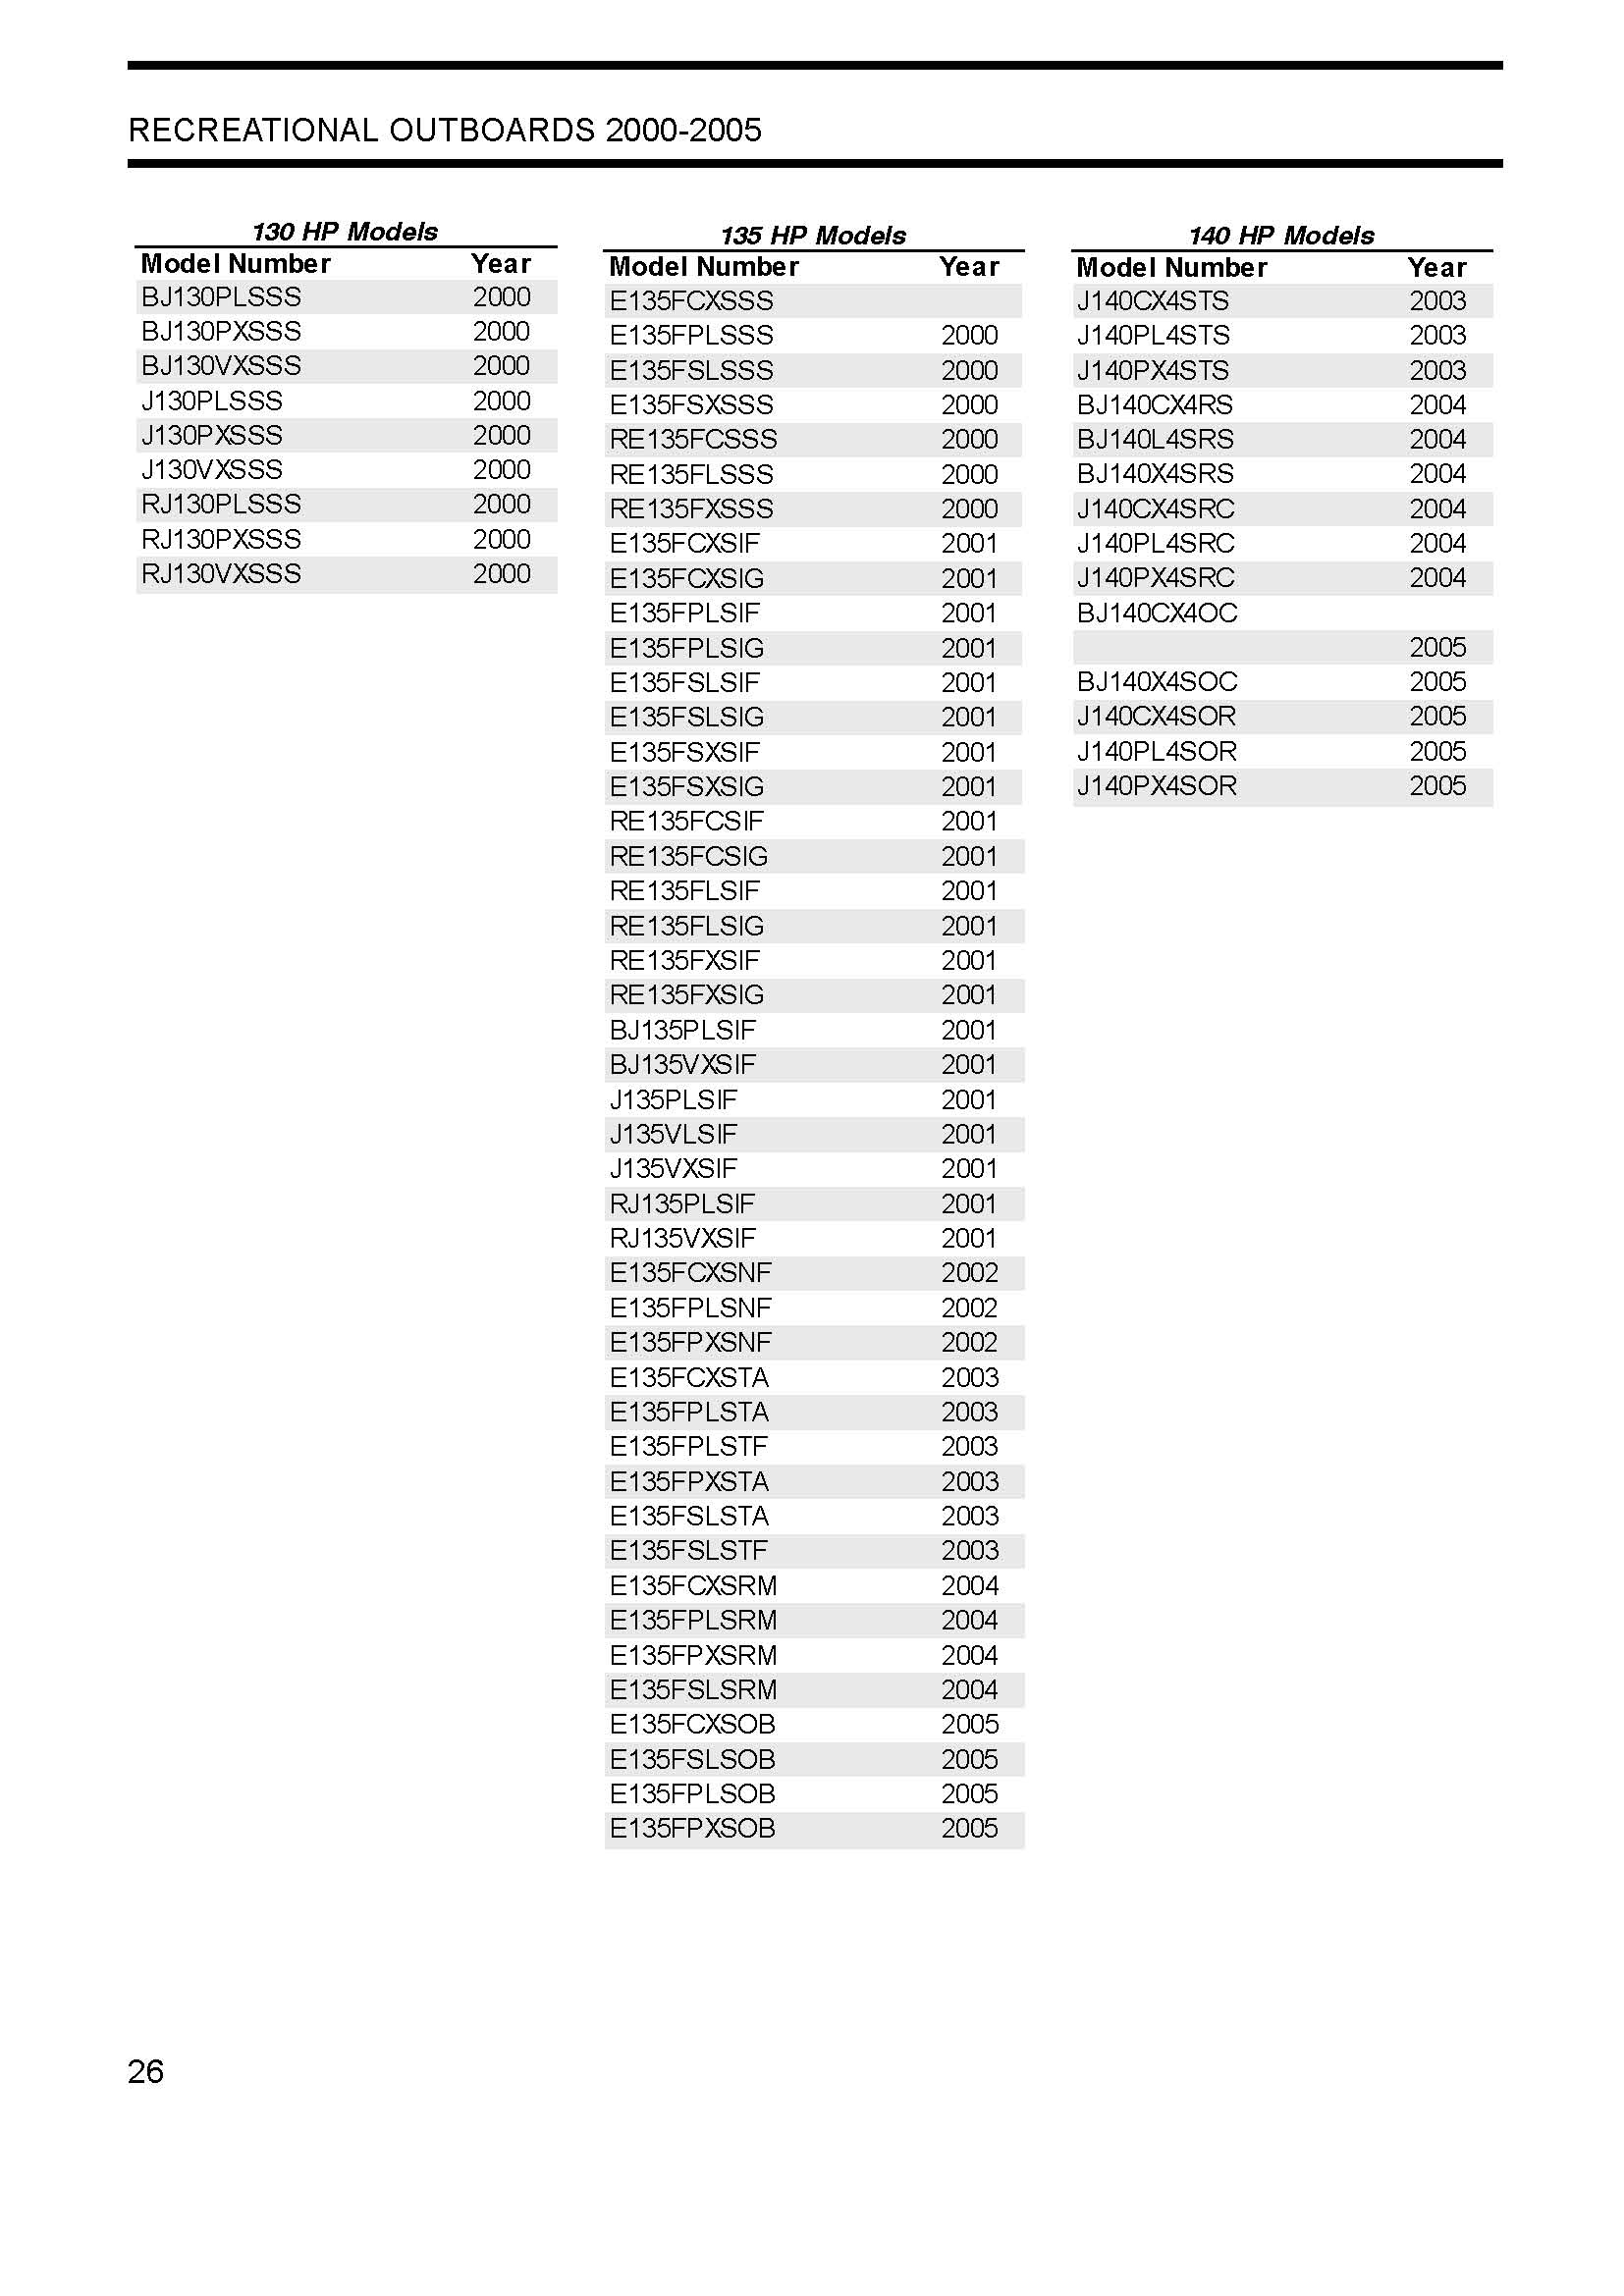 RECREATIONAL OUTBOARDS 2000-2005
130 HP Models
Model Number Year
BJ130PLSSS 2000
BJ130PXSSS 2000
BJ130VXSSS 2000
J130PLSSS 2000
J130PXSSS 2000
J130VXSSS 2000
RJ130PLSSS 2000
RJ130PXSSS 2000
RJ130VXSSS 2000
135 HP Models
Model Number Year
E135FCXSSS
E135FPLSSS 2000
E135FSLSSS 2000
E135FSXSSS 2000
RE135FCSSS 2000
RE135FLSSS 2000
RE135FXSSS 2000
E135FCXSIF 2001
E135FCXSIG 2001
E135FPLSIF 2001
E135FPLSIG 2001
E135FSLSIF 2001
E135FSLSIG 2001
E135FSXSIF 2001
E135FSXSIG 2001
RE135FCSIF 2001
RE135FCSIG 2001
RE135FLSIF 2001
RE135FLSIG 2001
RE135FXSIF 2001
RE135FXSIG 2001
BJ135PLSIF 2001
BJ135VXSIF 2001
J135PLSIF 2001
J135VLSIF 2001
J135VXSIF 2001
RJ135PLSIF 2001
RJ135VXSIF 2001
E135FCXSNF 2002
E135FPLSNF 2002
E135FPXSNF 2002
E135FCXSTA 2003
E135FPLSTA 2003
E135FPLSTF 2003
E135FPXSTA 2003
E135FSLSTA 2003
E135FSLSTF 2003
E135FCXSRM 2004
E135FPLSRM 2004
E135FPXSRM 2004
E135FSLSRM 2004
E135FCXSOB 2005
E135FSLSOB 2005
E135FPLSOB 2005
E135FPXSOB 2005
140 HP Models
Model Number Year
J140CX4STS 2003
J140PL4STS 2003
J140PX4STS 2003
BJ140CX4RS 2004
BJ140L4SRS 2004
BJ140X4SRS 2004
J140CX4SRC 2004
J140PL4SRC 2004
J140PX4SRC 2004
BJ140CX4OC
2005
BJ140X4SOC 2005
J140CX4SOR 2005
J140PL4SOR 2005
J140PX4SOR 2005
26